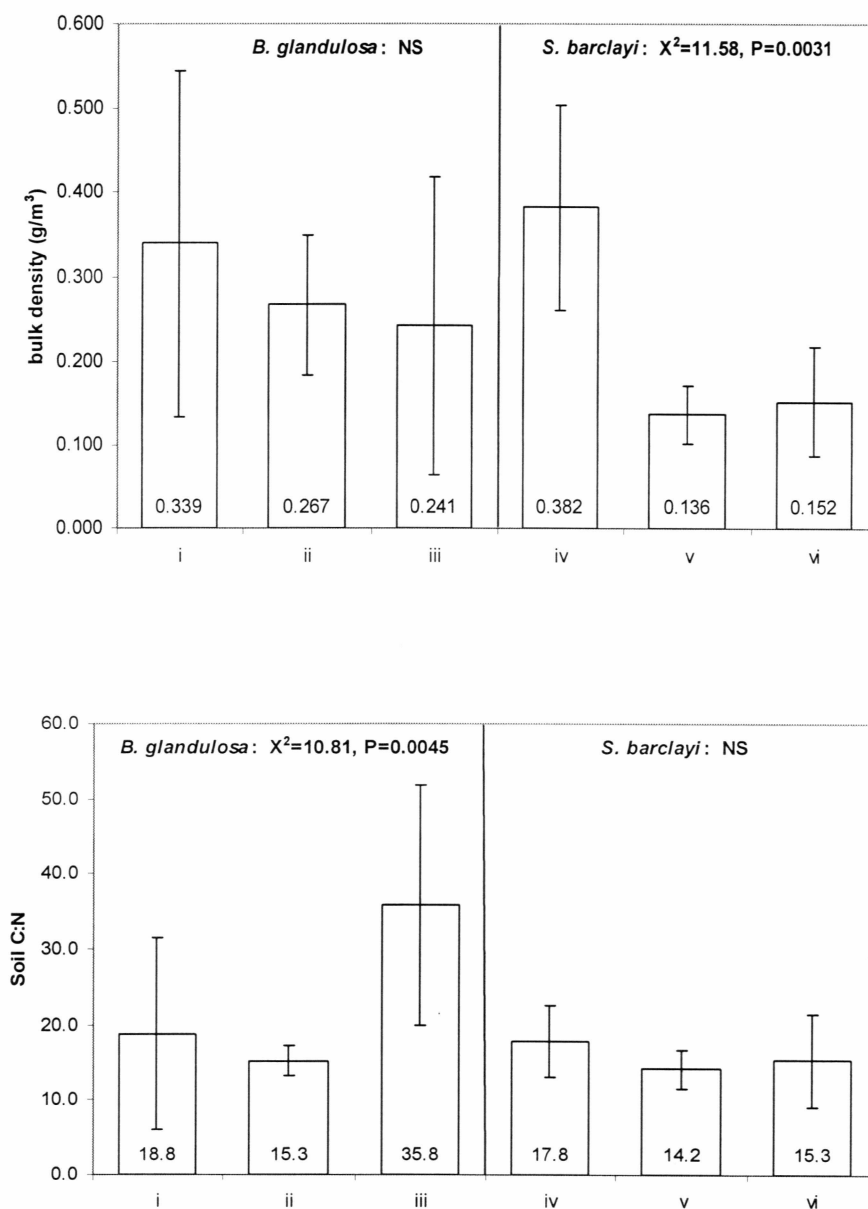 0.600
B. glandulosa: NS
S. barclayi: X²=11.58, P=0.0031
0.500
0.400
0.300
0.200
0.100
0.000
bulk density (g/m³)
0.339 0.267 0.241 0.382 0.136 0.152
i ii iii iv v vi
60.0
B. glandulosa: X²=10.81, P=0.0045
S. barclayi: NS
50.0
40.0
30.0
20.0
10.0
0.0
Soil C:N
18.8 15.3 35.8 17.8 14.2 15.3
i ii iii iv v vi